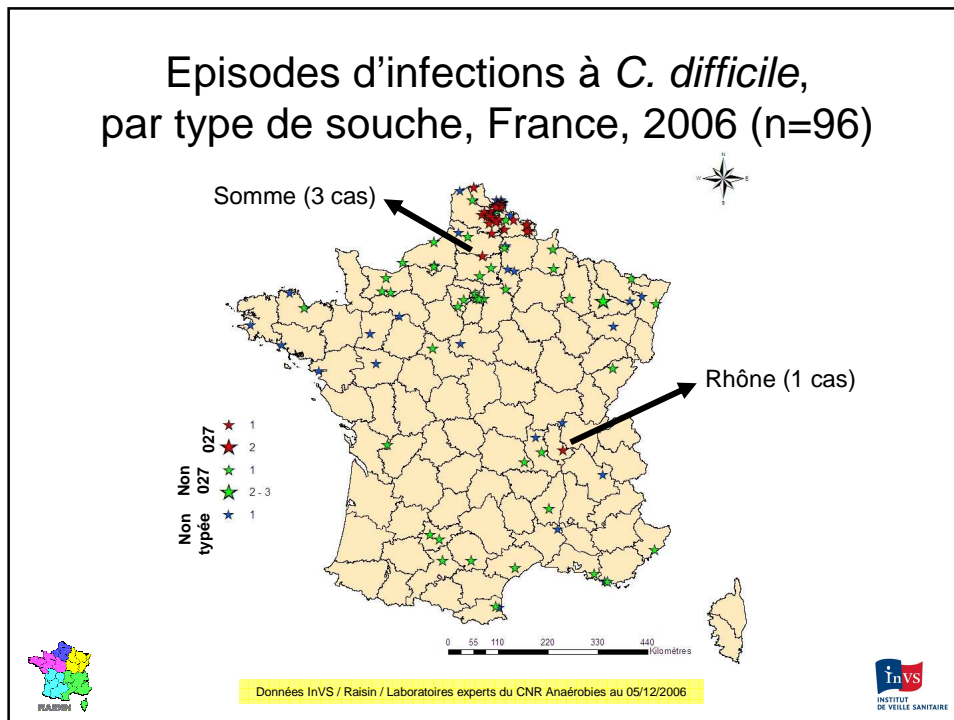 Episodes d'infections à C. difficile,
par type de souche, France, 2006 (n=96)
N
W E
S
Somme (3 cas)
Rhône (1 cas)
027
1
2
Non
027
1
2 - 3
Non
typée
1
0 55 110 220 330 440
Kilomètres
RAISIN
Données InVS / Raisin / Laboratoires experts du CNR Anaérobies au 05/12/2006
InVS
INSTITUT
DE VEILLE SANITAIRE